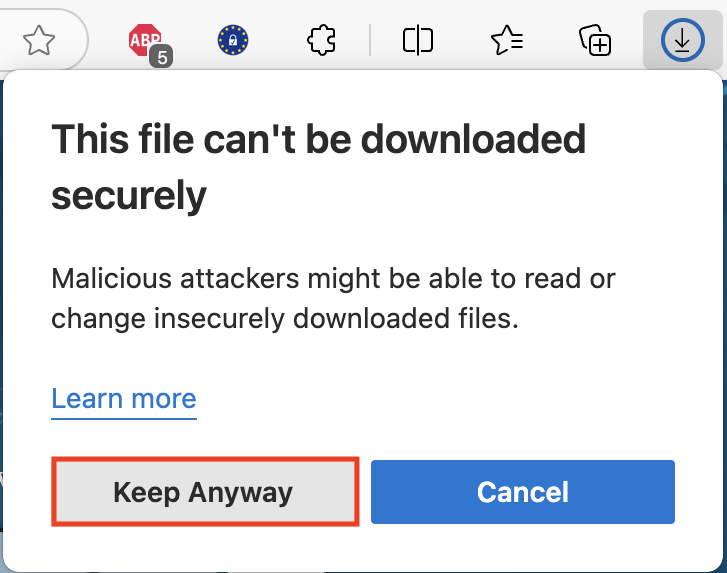 ABP
5
This file can't be downloaded
securely
Malicious attackers might be able to read or
change insecurely downloaded files.
Learn more
Keep Anyway
Cancel